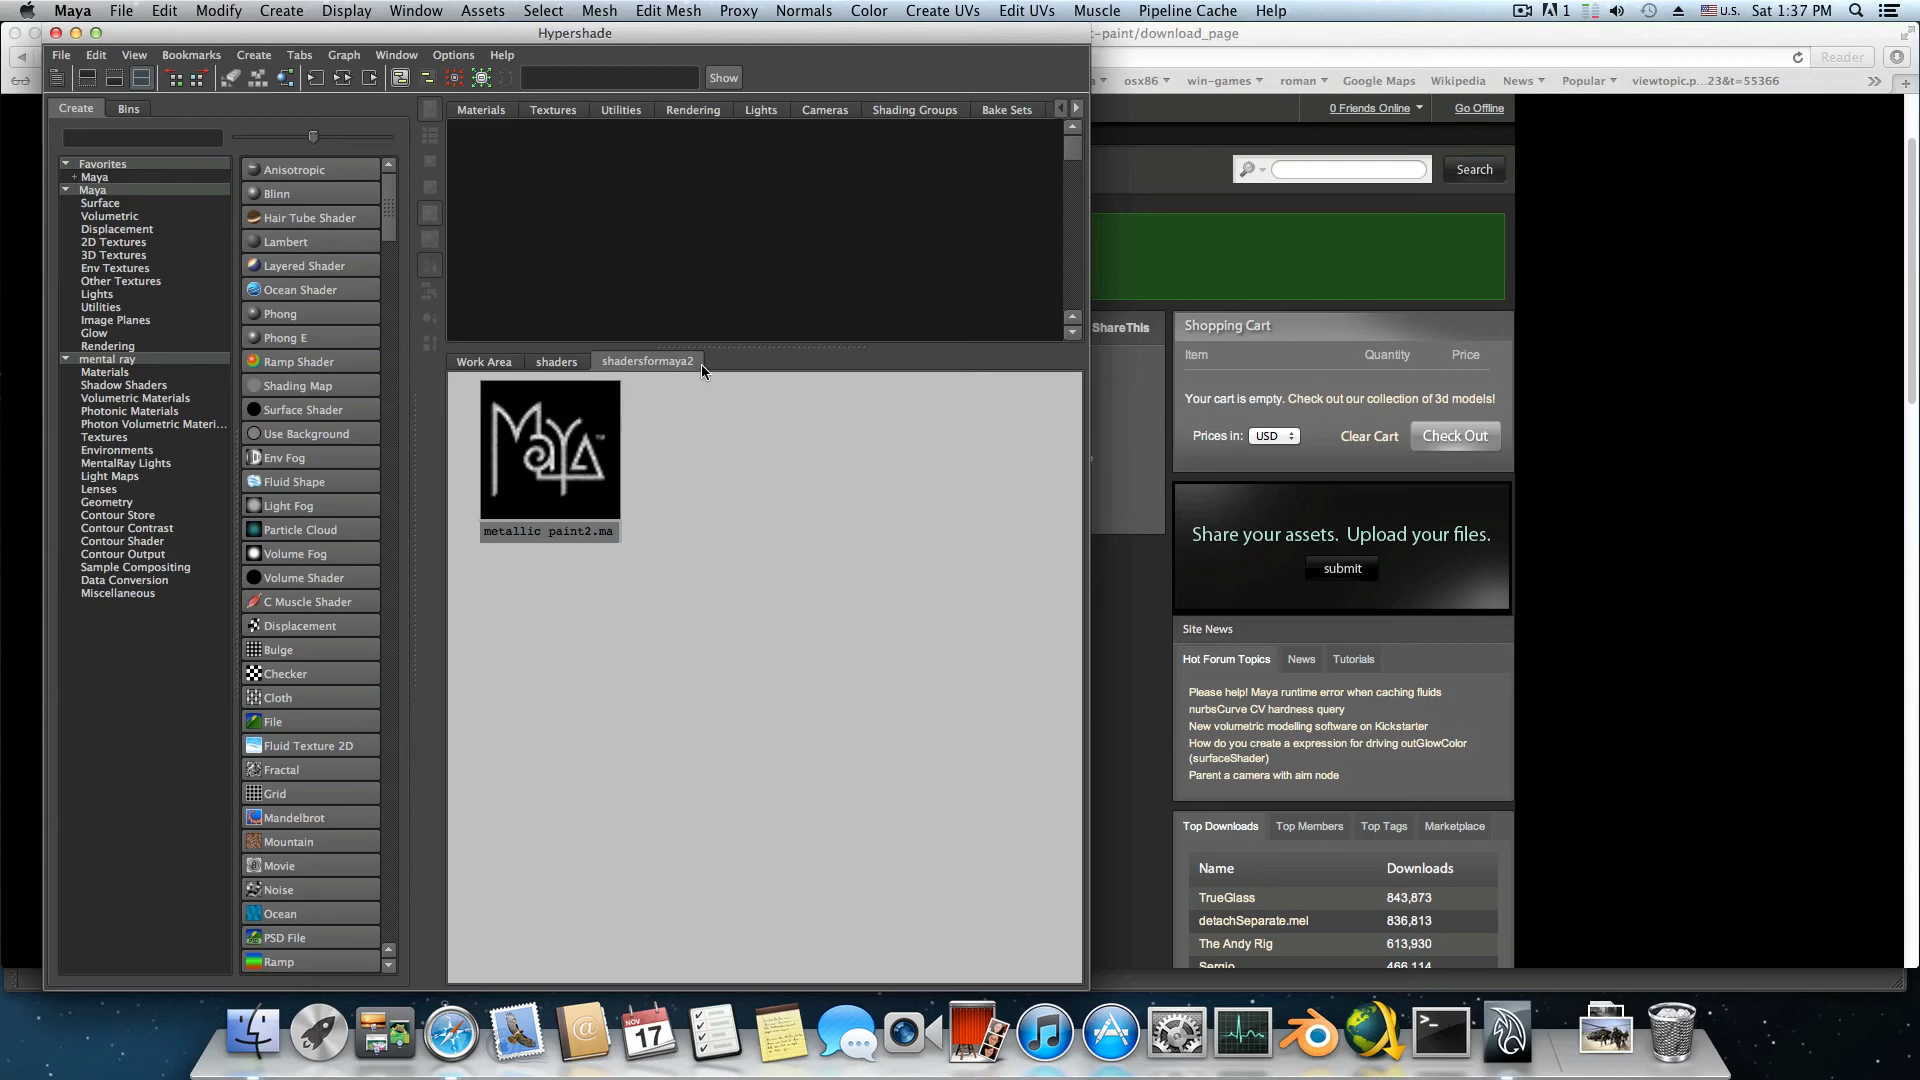 Maya File Edit Modify Create Display Window Assets Select Mesh Edit Mesh Proxy Normals Color Create UVs Edit UVs Muscle Pipeline Cache Help
1 U.S. Sat 1:37 PM
Hypershade
c-paint/download_page
File Edit View Bookmarks Create Tabs Graph Window Options Help
Reader
Show
osx86 win-games roman Google Maps Wikipedia News Popular viewtopic.p...23&t=55366
Create Bins
Materials Textures Utilities Rendering Lights Cameras Shading Groups Bake Sets
0 Friends Online Go Offline
Search
Favorites
+ Maya
Maya
Surface
Volumetric
Displacement
2D Textures
3D Textures
Env Textures
Other Textures
Lights
Utilities
Image Planes
Glow
Rendering
mental ray
Materials
Shadow Shaders
Volumetric Materials
Photonic Materials
Photon Volumetric Materi...
Textures
Environments
MentalRay Lights
Light Maps
Lenses
Geometry
Contour Store
Contour Contrast
Contour Shader
Contour Output
Sample Compositing
Data Conversion
Miscellaneous
Anisotropic
Blinn
Hair Tube Shader
Lambert
Layered Shader
Ocean Shader
Phong
Phong E
Ramp Shader
Shading Map
Surface Shader
Use Background
Env Fog
Fluid Shape
Light Fog
Particle Cloud
Volume Fog
Volume Shader
C Muscle Shader
Displacement
Bulge
Checker
Cloth
File
Fluid Texture 2D
Fractal
Grid
Mandelbrot
Mountain
Movie
Noise
Ocean
PSD File
Ramp
Work Area shaders shadersformaya2
MAYA™
metallic paint2.ma
ShareThis
Shopping Cart
Item Quantity Price
Your cart is empty. Check out our collection of 3d models!
Prices in: USD Clear Cart Check Out
Share your assets. Upload your files.
submit
Site News
Hot Forum Topics News Tutorials
Please help! Maya runtime error when caching fluids
nurbsCurve CV hardness query
New volumetric modelling software on Kickstarter
How do you create a expression for driving outGlowColor
(surfaceShader)
Parent a camera with aim node
Top Downloads Top Members Top Tags Marketplace
Name Downloads
TrueGlass 843,873
detachSeparate.mel 836,813
The Andy Rig 613,930
Sergio 466,114
NOV
17